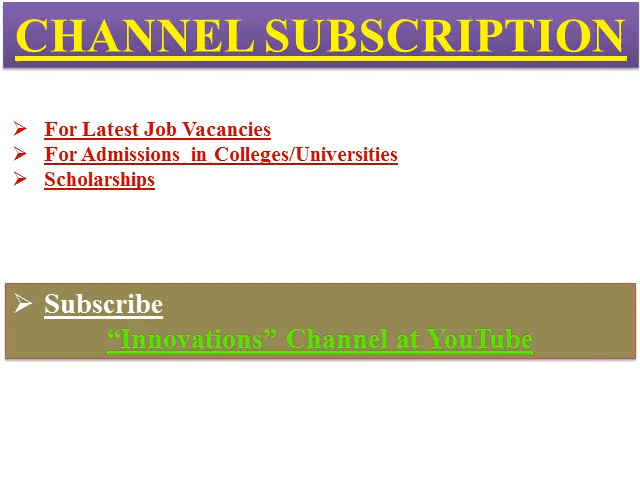 CHANNEL SUBSCRIPTION
➢ For Latest Job Vacancies
➢ For Admissions in Colleges/Universities
➢ Scholarships
➢ Subscribe
“Innovations” Channel at YouTube